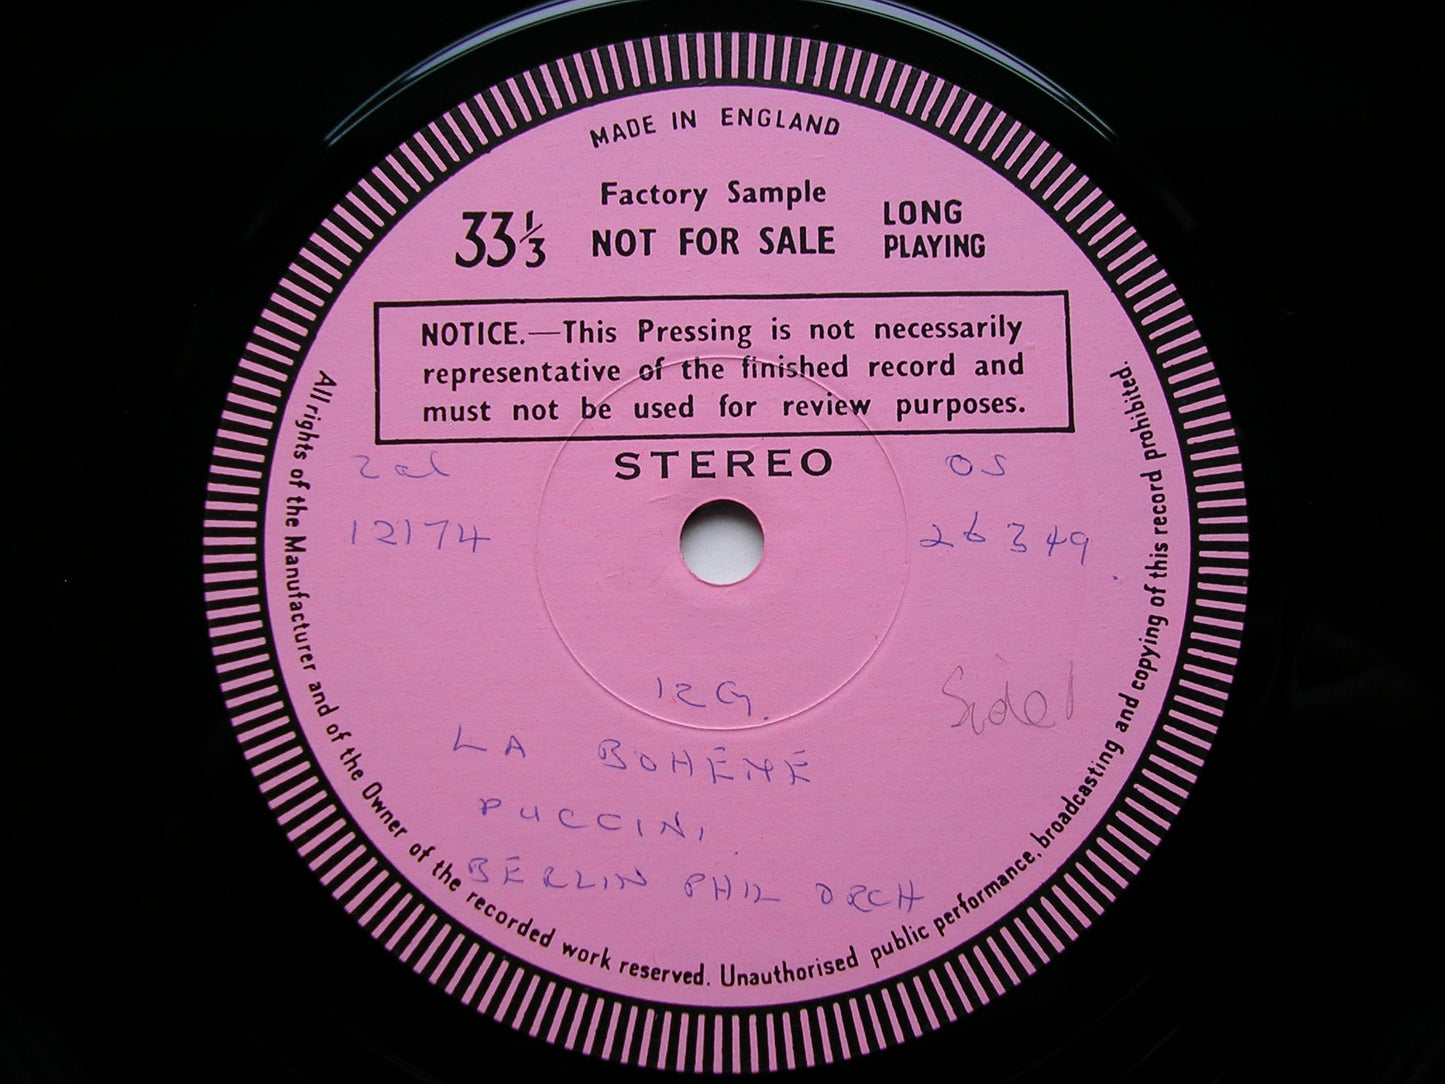 MADE IN ENGLAND
Factory Sample
33⅓ NOT FOR SALE
LONG
PLAYING
NOTICE.—This Pressing is not necessarily
representative of the finished record and
must not be used for review purposes.
STEREO
2al
OS
12174
26349.
12G.
Side 1
LA BOHÈME
PUCCINI
BERLIN PHIL ORCH
All rights of the Manufacturer and of the Owner of the recorded work reserved. Unauthorised public performance, broadcasting and copying of this record prohibited.